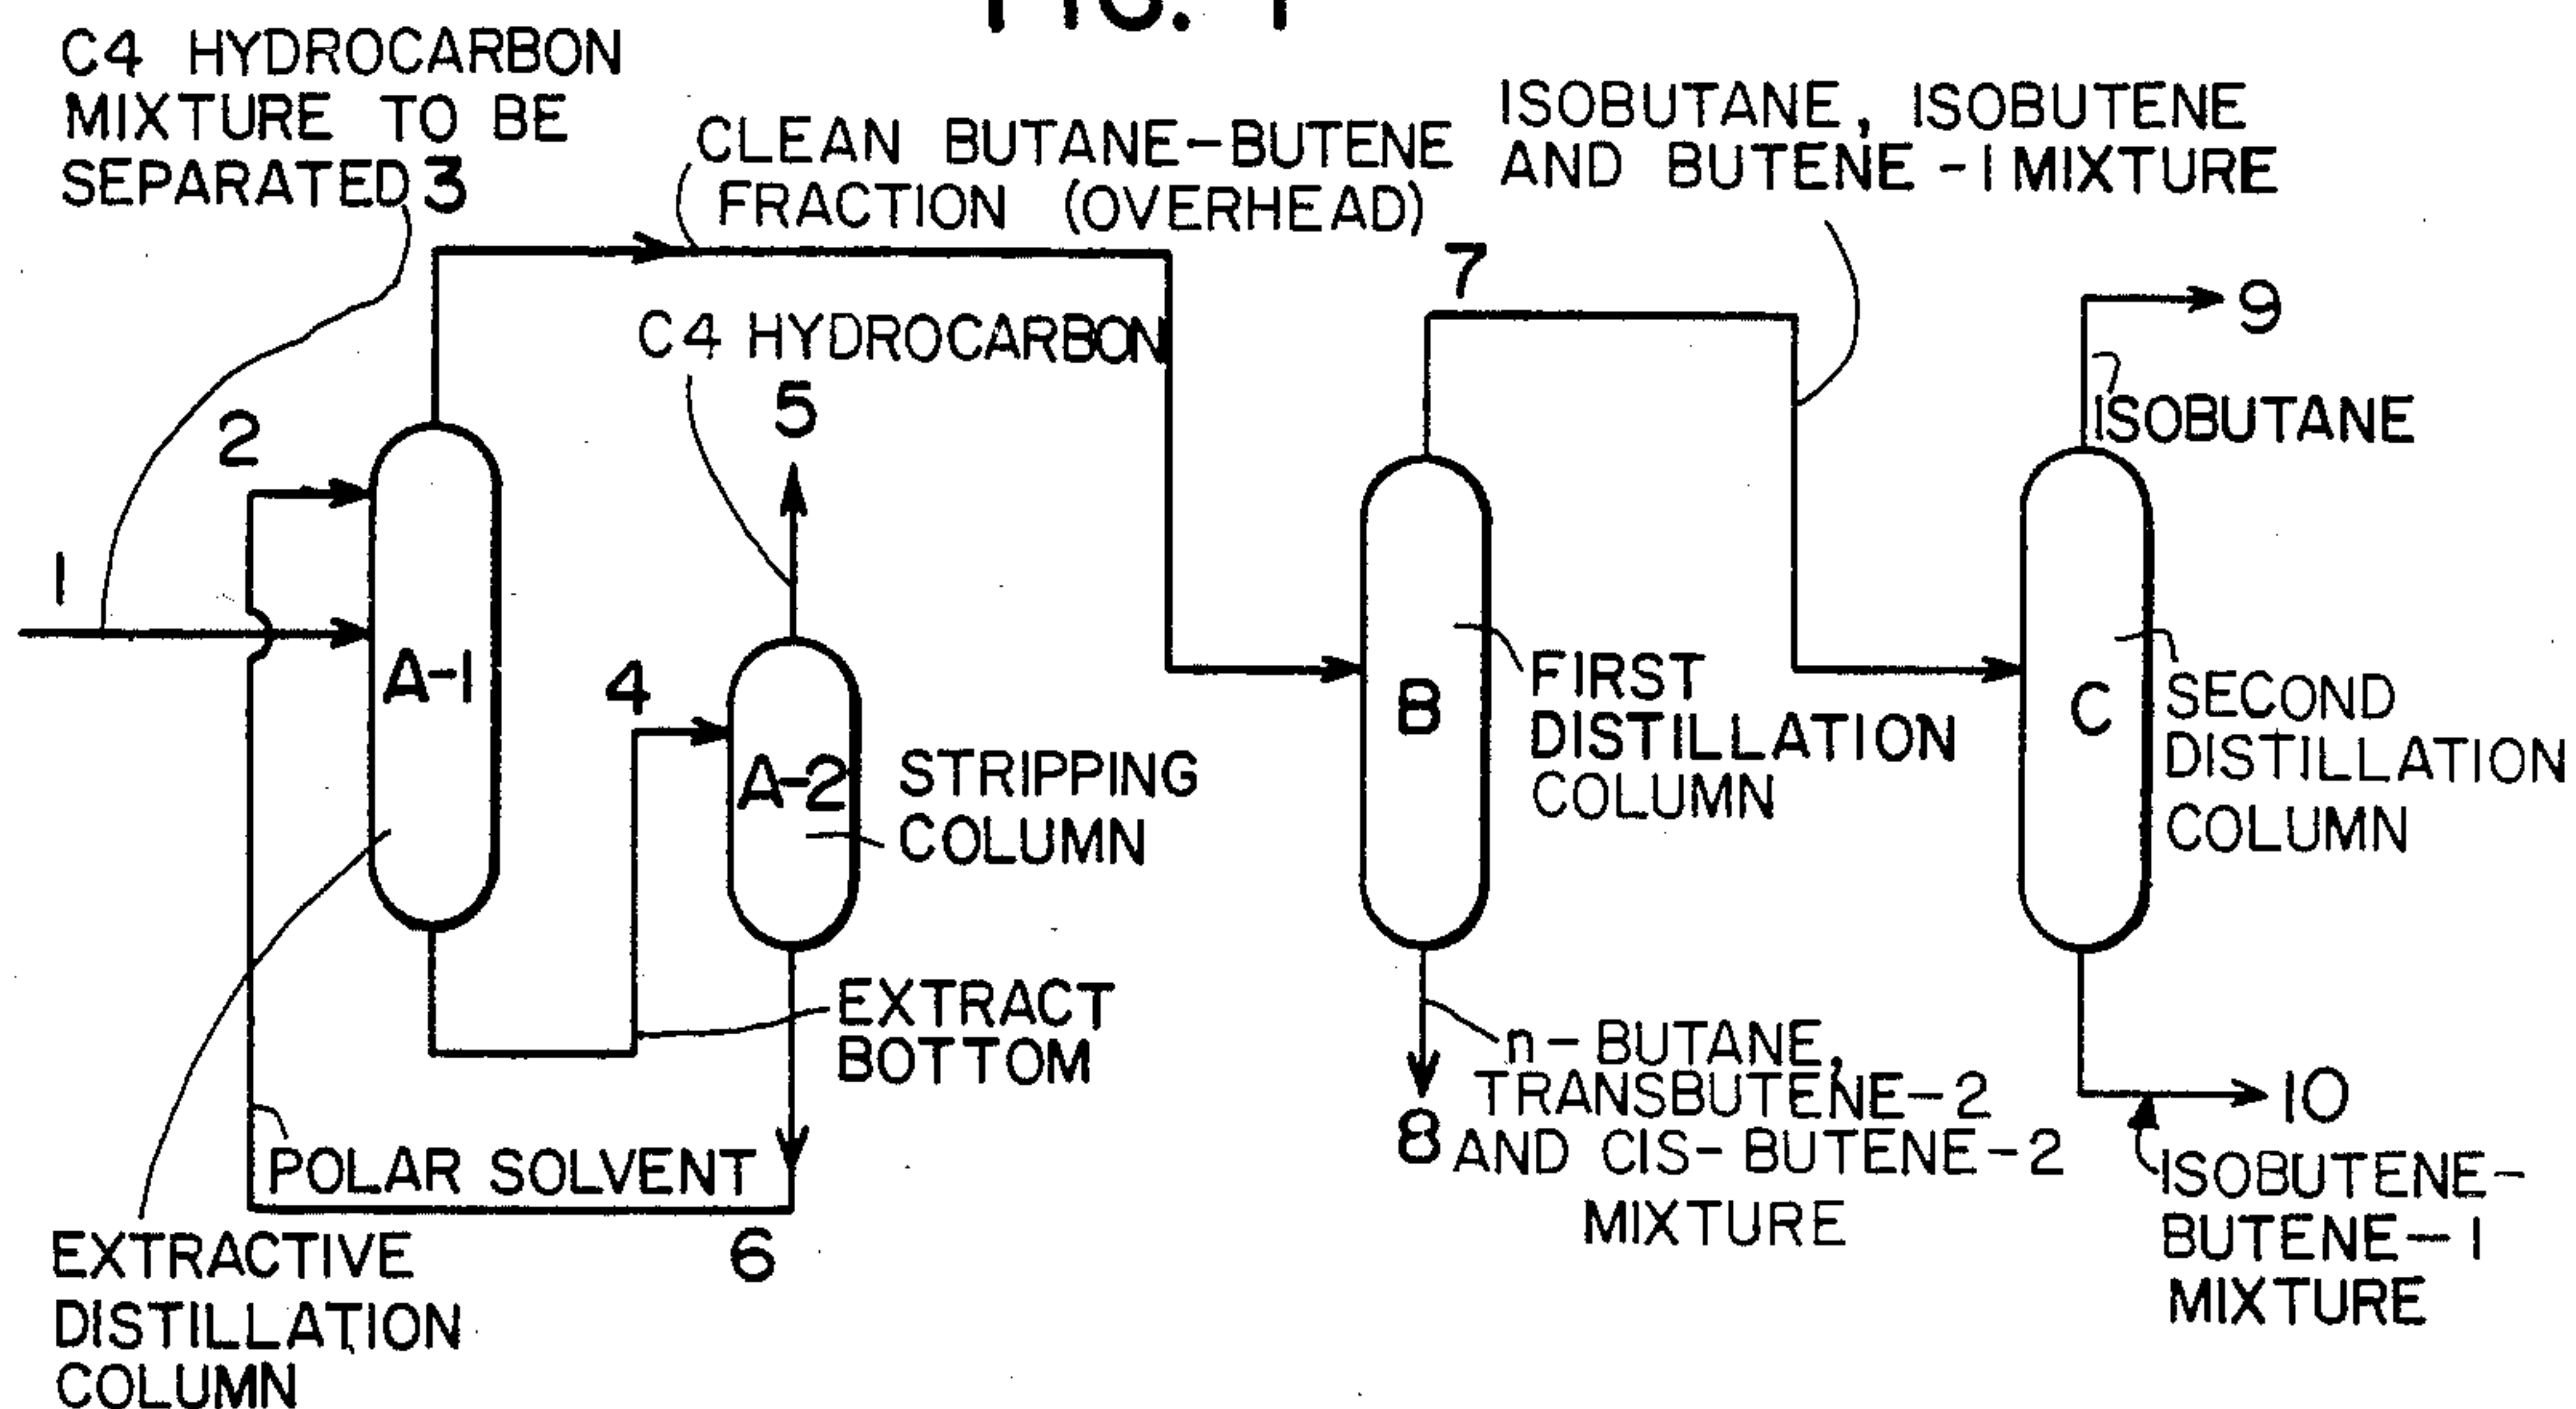 FIG. 1
C4 HYDROCARBON
MIXTURE TO BE
SEPARATED 3
CLEAN BUTANE-BUTENE
FRACTION (OVERHEAD)
ISOBUTANE, ISOBUTENE
AND BUTENE-1 MIXTURE
7
9
C4 HYDROCARBON
5
ISOBUTANE
2
1
A-1
4
A-2
STRIPPING
COLUMN
B
FIRST
DISTILLATION
COLUMN
C
SECOND
DISTILLATION
COLUMN
EXTRACT
BOTTOM
n-BUTANE,
TRANSBUTENE-2
8 AND CIS-BUTENE-2
MIXTURE
10
ISOBUTENE-
BUTENE-1
MIXTURE
POLAR SOLVENT
6
EXTRACTIVE
DISTILLATION
COLUMN